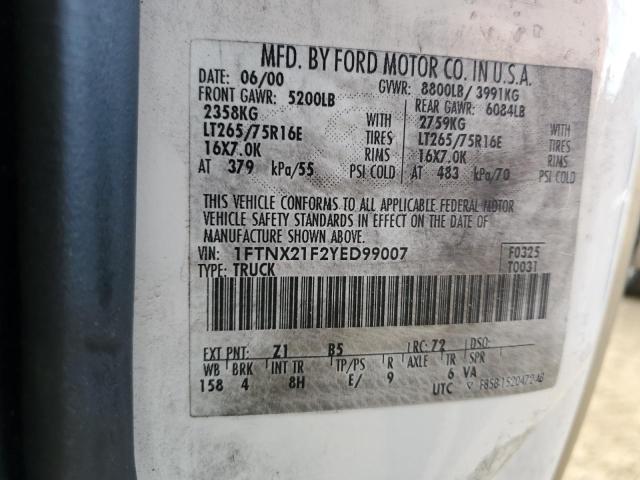 MFD. BY FORD MOTOR CO. IN U.S.A.
DATE: 06/00 GVWR: 8800LB/ 3991KG
FRONT GAWR: 5200LB REAR GAWR: 6084LB
2358KG WITH 2759KG WITH
LT265/75R16E TIRES LT265/75R16E TIRES
16X7.0K RIMS 16X7.0K RIMS
AT 379 kPa/55 PSI COLD AT 483 kPa/70 PSI COLD
THIS VEHICLE CONFORMS TO ALL APPLICABLE FEDERAL MOTOR
VEHICLE SAFETY STANDARDS IN EFFECT ON THE DATE OF
MANUFACTURE SHOWN ABOVE.
VIN: 1FTNX21F2YED99007 F0325
TYPE: TRUCK T0031
EXT PNT: Z1 B5 RC: 72 DSO:
WB BRK INT TR TP/PS R AXLE TR SPR
158 4 8H E/ 9 6 VA
UTC